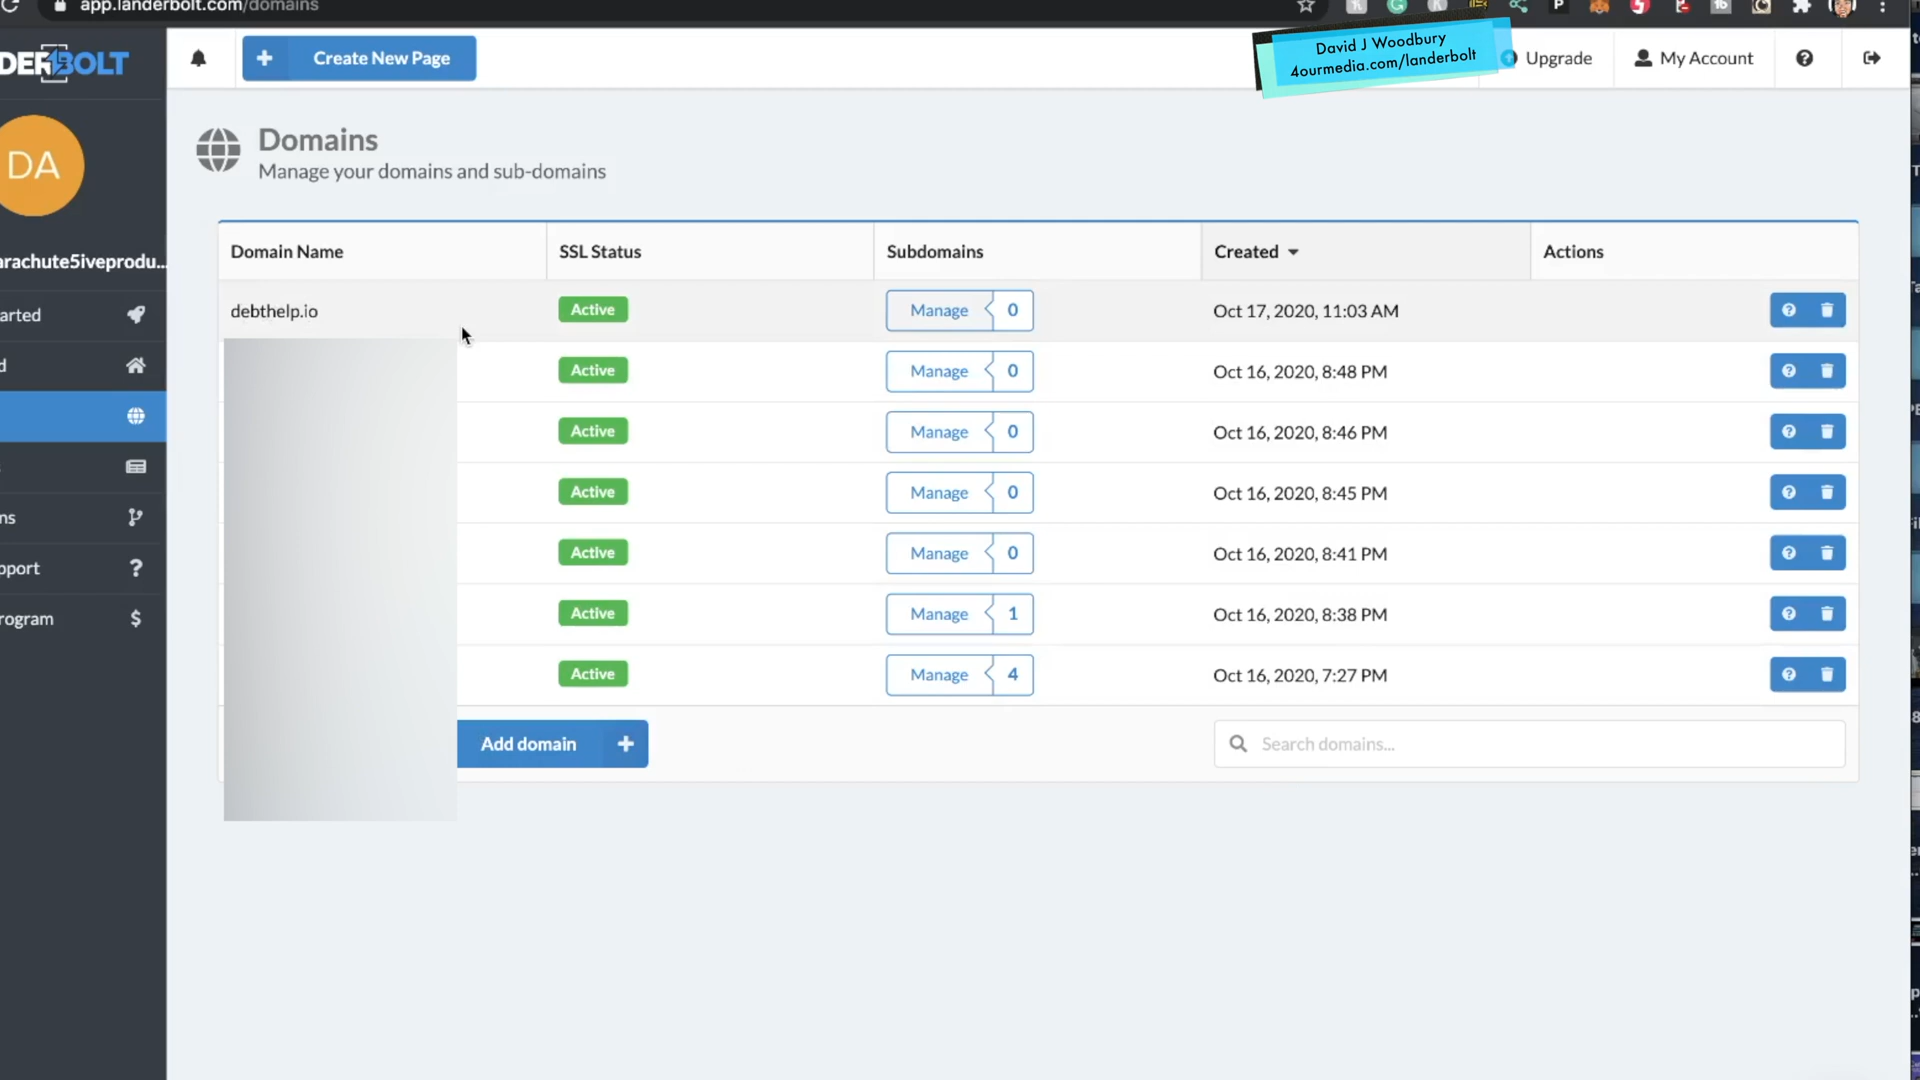 app.landerbolt.com/domains
DERBOLT
Create New Page
David J Woodbury
4ourmedia.com/landerbolt
Upgrade
My Account
DA
Domains
Manage your domains and sub-domains
arachute5iveprodu...
Domain Name
SSL Status
Subdomains
Created
Actions
arted
debthelp.io
Active
Manage
0
Oct 17, 2020, 11:03 AM
d
Active
Manage
0
Oct 16, 2020, 8:48 PM
Active
Manage
0
Oct 16, 2020, 8:46 PM
s
Active
Manage
0
Oct 16, 2020, 8:45 PM
ns
Active
Manage
0
Oct 16, 2020, 8:41 PM
pport
Active
Manage
1
Oct 16, 2020, 8:38 PM
rogram
Active
Manage
4
Oct 16, 2020, 7:27 PM
Add domain
Search domains...